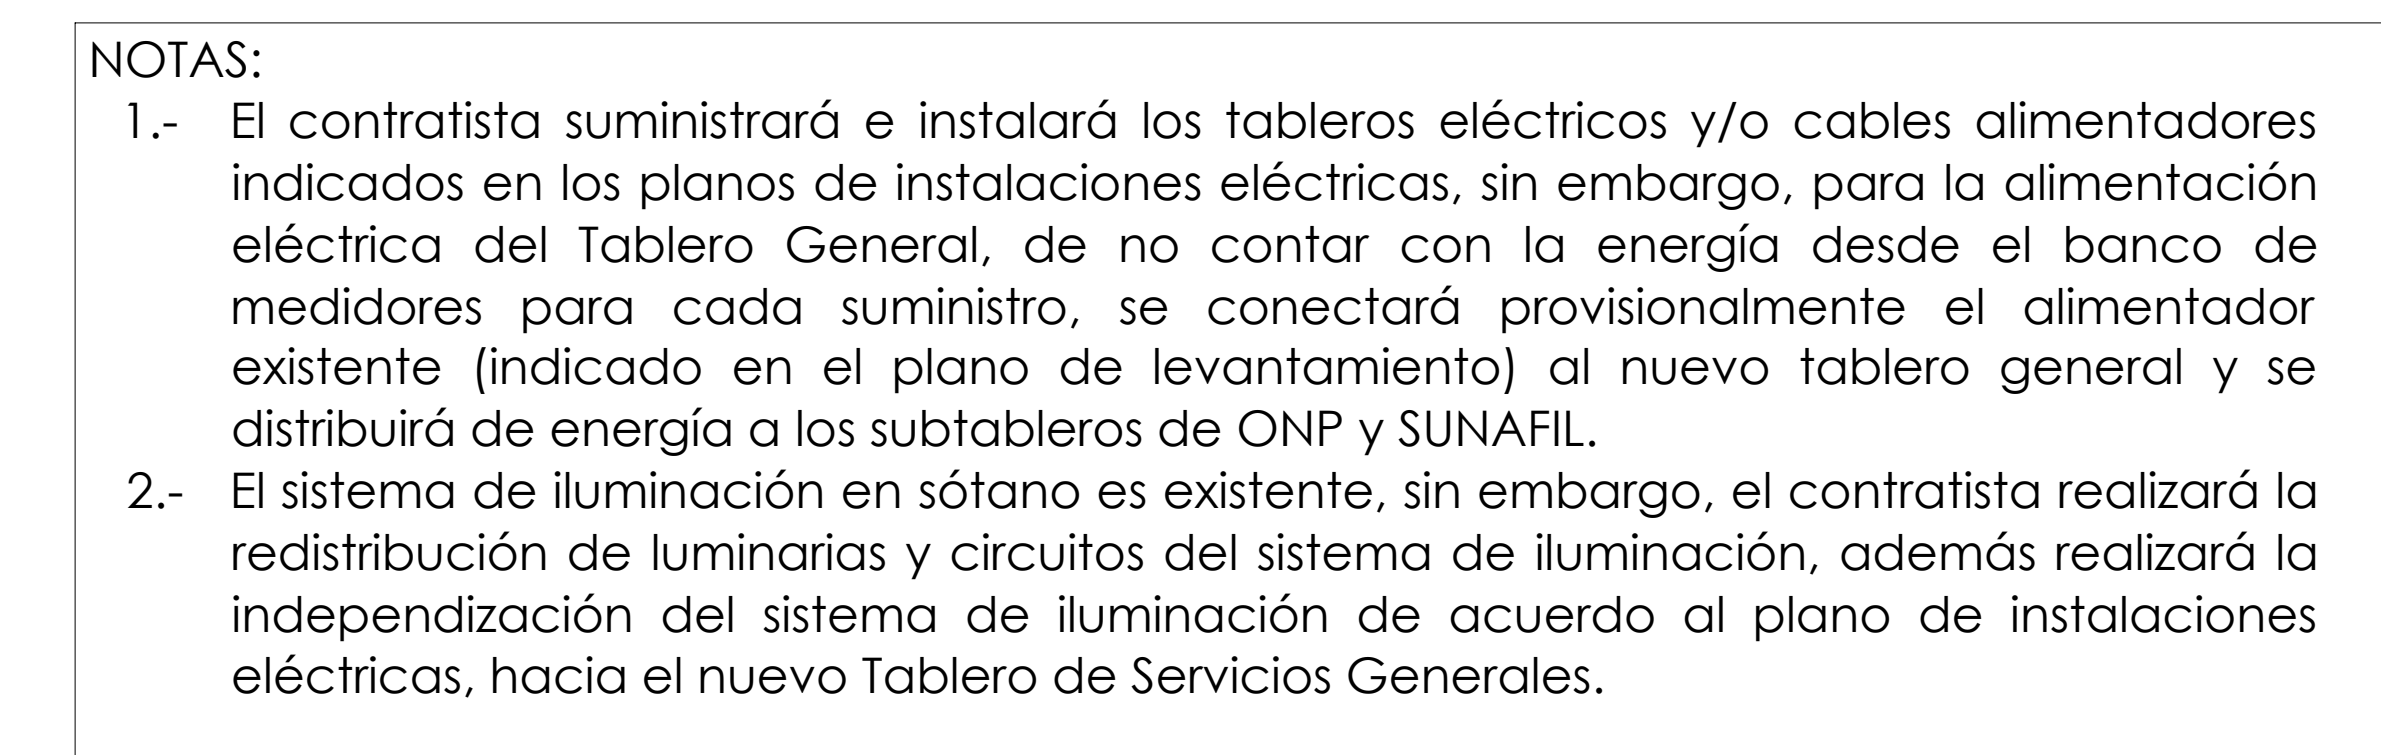 NOTAS:
1.- El contratista suministrará e instalará los tableros eléctricos y/o cables alimentadores
indicados en los planos de instalaciones eléctricas, sin embargo, para la alimentación
eléctrica del Tablero General, de no contar con la energía desde el banco de
medidores para cada suministro, se conectará provisionalmente el alimentador
existente (indicado en el plano de levantamiento) al nuevo tablero general y se
distribuirá de energía a los subtableros de ONP y SUNAFIL.
2.- El sistema de iluminación en sótano es existente, sin embargo, el contratista realizará la
redistribución de luminarias y circuitos del sistema de iluminación, además realizará la
independización del sistema de iluminación de acuerdo al plano de instalaciones
eléctricas, hacia el nuevo Tablero de Servicios Generales.